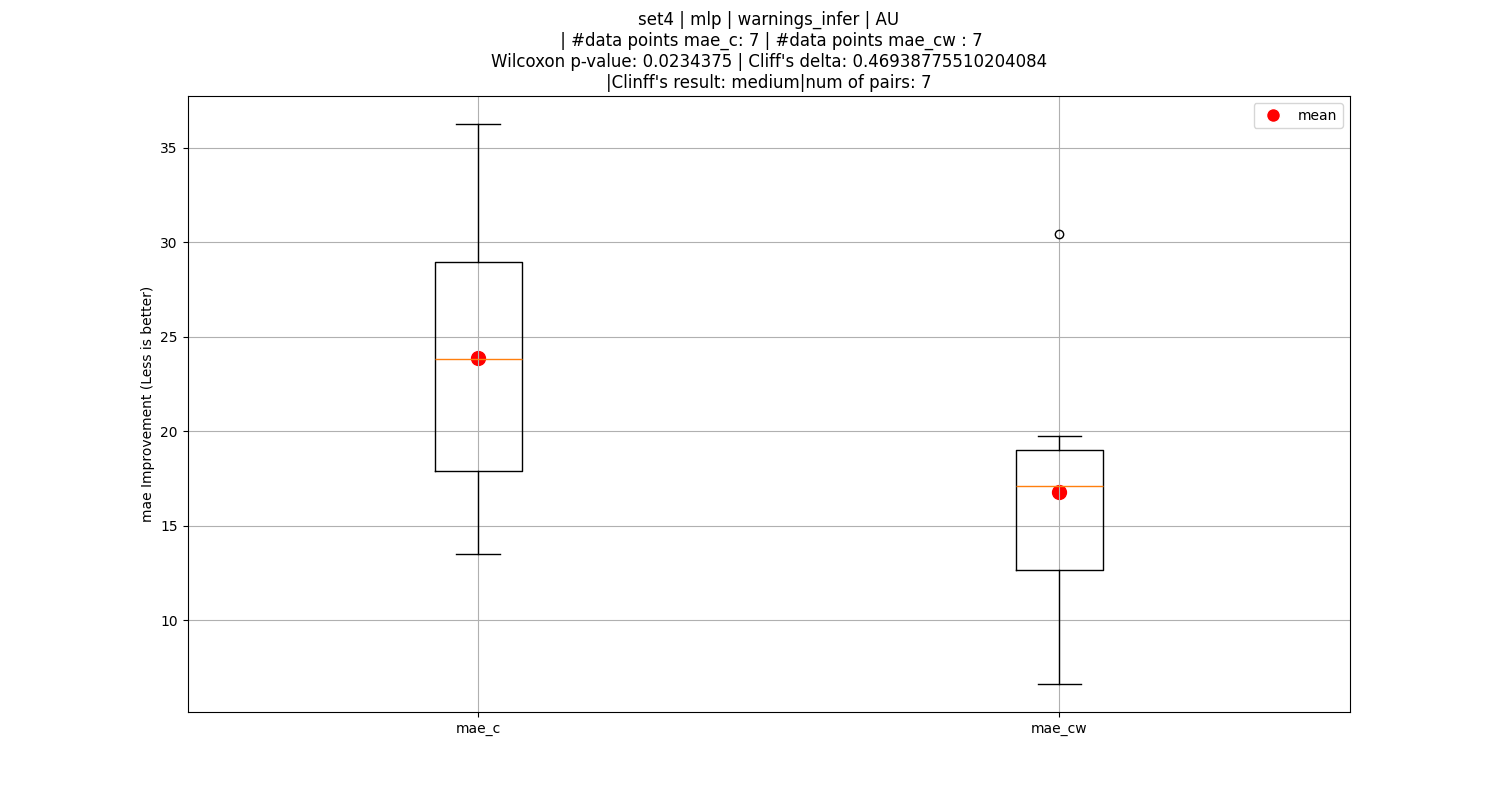 set4 | mlp | warnings_infer | AU
| #data points mae_c: 7 | #data points mae_cw : 7
Wilcoxon p-value: 0.0234375 | Cliff's delta: 0.46938775510204084
|Clinff's result: medium|num of pairs: 7
mean
35
30
25
20
15
10
mae Improvement (Less is better)
mae_c
mae_cw